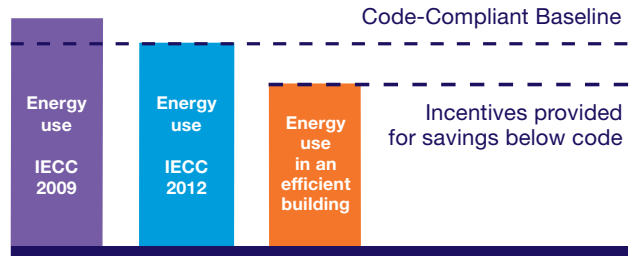 Code-Compliant Baseline
Energy
use
IECC
2009
Energy
use
IECC
2012
Energy
use
in an
efficient
building
Incentives provided
for savings below code